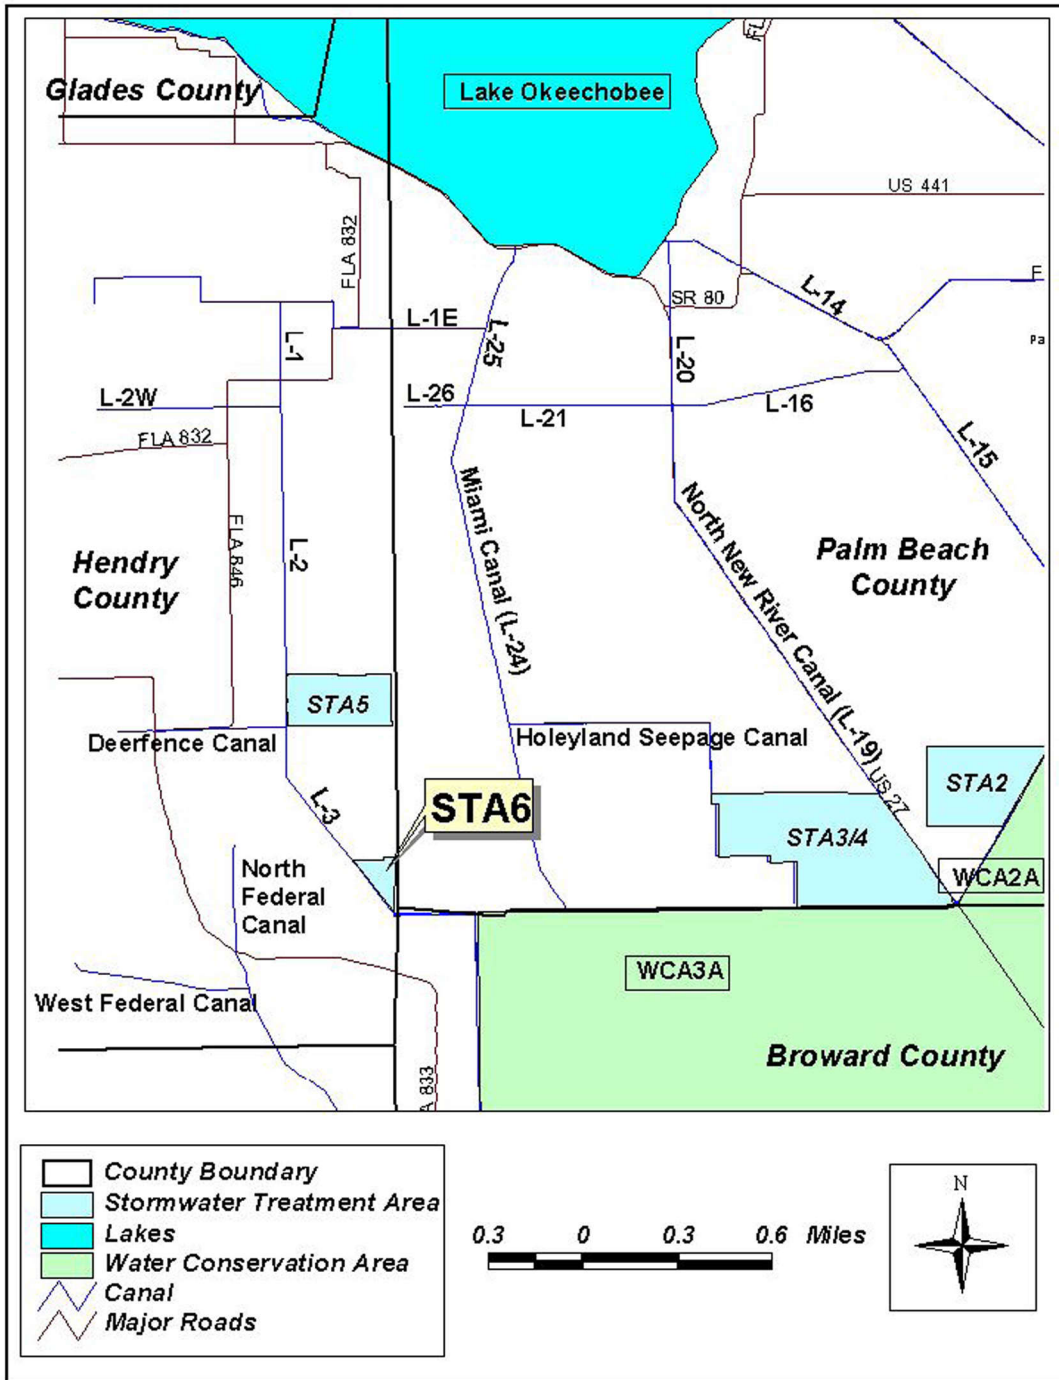 FL
Glades County
Lake Okeechobee
US 441
FLA 832
L-14
F
SR 80
L-1E
L-25
L-1
L-20
Pa
L-2W
L-26
L-21
L-16
FLA 832
L-15
Miami Canal (L-24)
North New River Canal (L-19)
FLA 846
L-2
Hendry
County
Palm Beach
County
STA5
Deerfence Canal
Holeyland Seepage Canal
US 27
STA2
L-3
STA6
STA3/4
North
Federal
Canal
WCA2A
WCA3A
West Federal Canal
Broward County
A 833
County Boundary
Stormwater Treatment Area
Lakes
Water Conservation Area
Canal
Major Roads
0.3 0 0.3 0.6 Miles
N